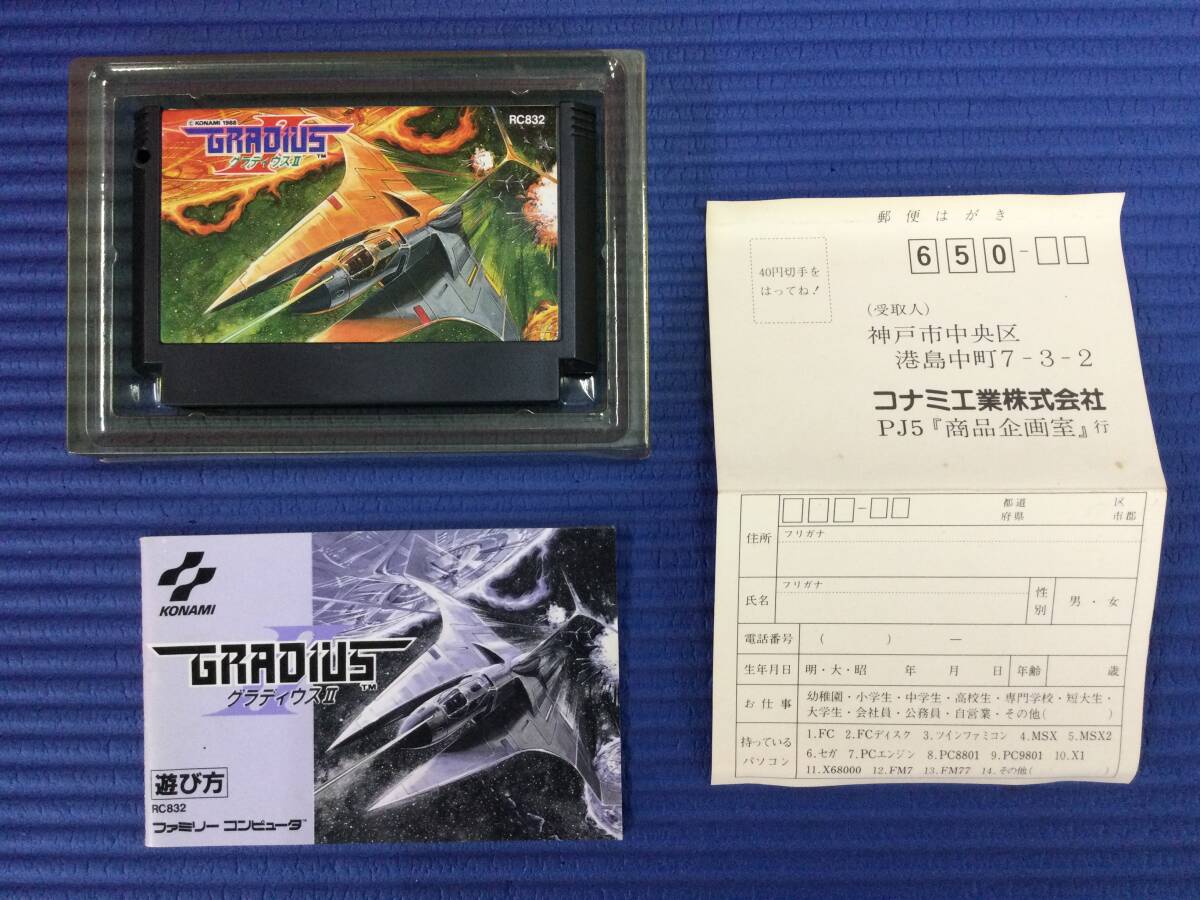 © KONAMI 1988
RC832
GRADIUS
II
グラディウスII
TM
KONAMI
GRADIUS
II
TM
グラディウスII
遊び方
RC832
ファミリー コンピュータ™
郵便はがき
40円切手を
はってね!
650-□□
(受取人)
神戸市中央区
港島中町7-3-2
コナミ工業株式会社
PJ5『商品企画室』行
住所
□□□-□□
都道
府県
区
市郡
フリガナ
氏名
フリガナ
性
別
男・女
電話番号
( ) ―
生年月日
明・大・昭 年 月 日
年齢
歳
お仕事
幼稚園・小学生・中学生・高校生・専門学校・短大生・
大学生・会社員・公務員・自営業・その他( )
持っている
パソコン
1.FC 2.FCディスク 3.ツインファミコン 4.MSX 5.MSX2
6.セガ 7.PCエンジン 8.PC8801 9.PC9801 10.X1
11.X68000 12.FM7 13.FM77 14.その他( )